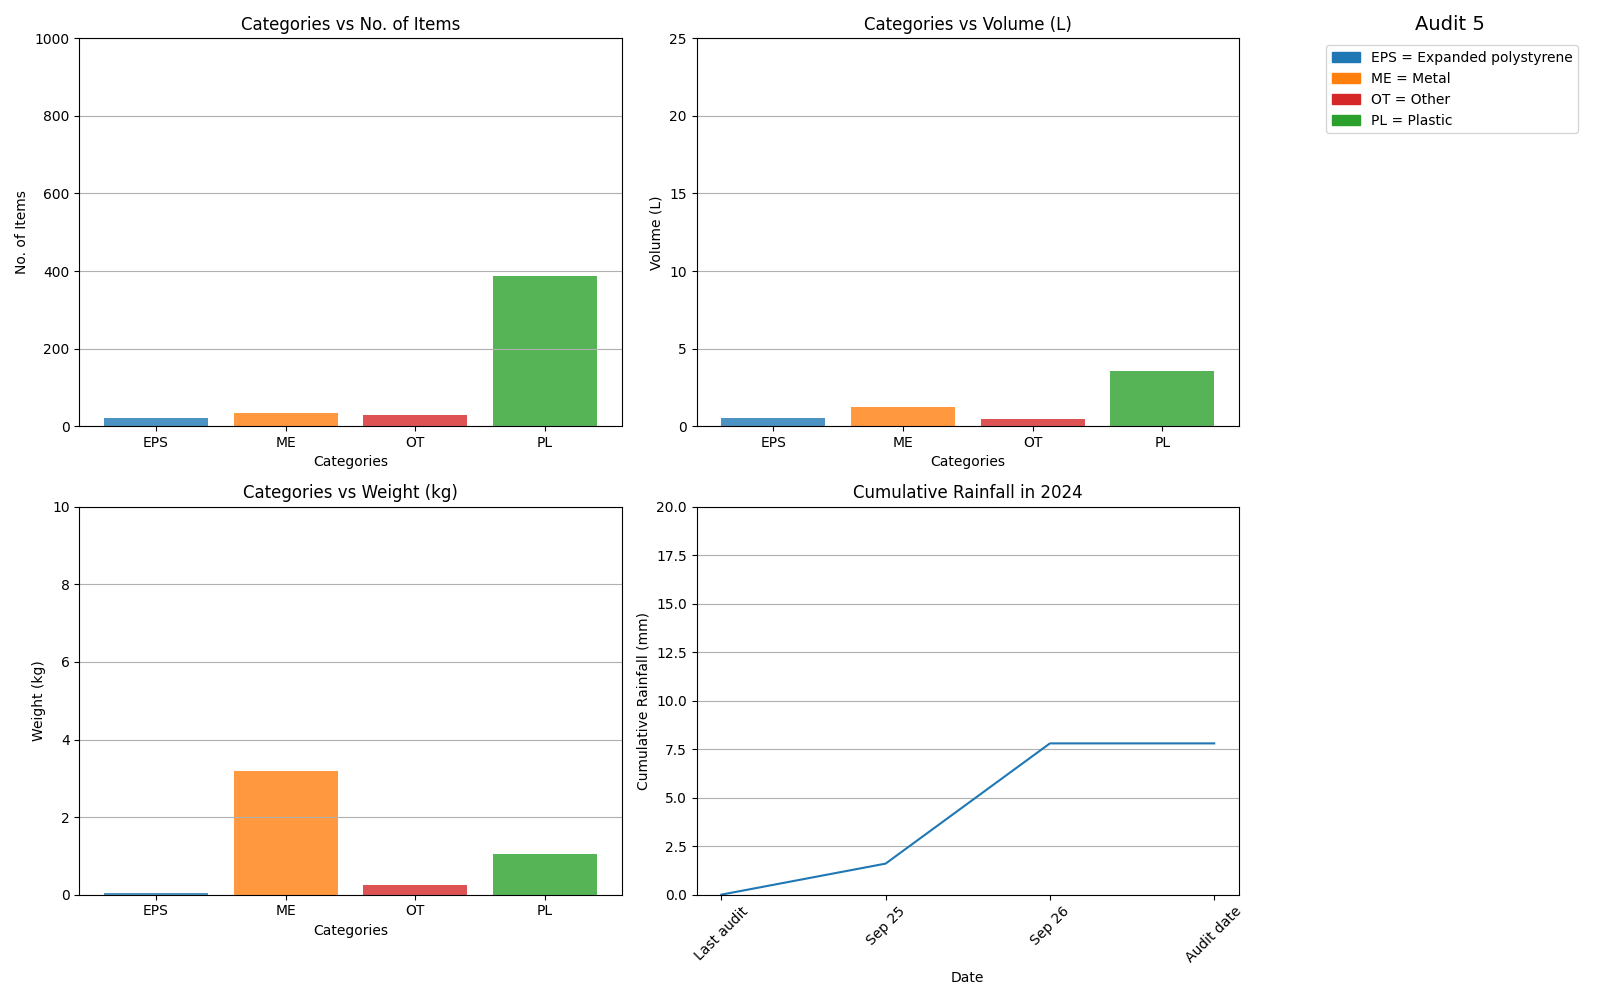 Categories vs No. of Items
1000
800
600
400
200
0
No. of Items
EPS
ME
OT
PL
Categories
Categories vs Volume (L)
25
20
15
10
5
0
Volume (L)
EPS
ME
OT
PL
Categories
Audit 5
EPS = Expanded polystyrene
ME = Metal
OT = Other
PL = Plastic
Categories vs Weight (kg)
10
8
6
4
2
0
Weight (kg)
EPS
ME
OT
PL
Categories
Cumulative Rainfall in 2024
20.0
17.5
15.0
12.5
10.0
7.5
5.0
2.5
0.0
Cumulative Rainfall (mm)
Last audit
Sep 25
Sep 26
Audit date
Date